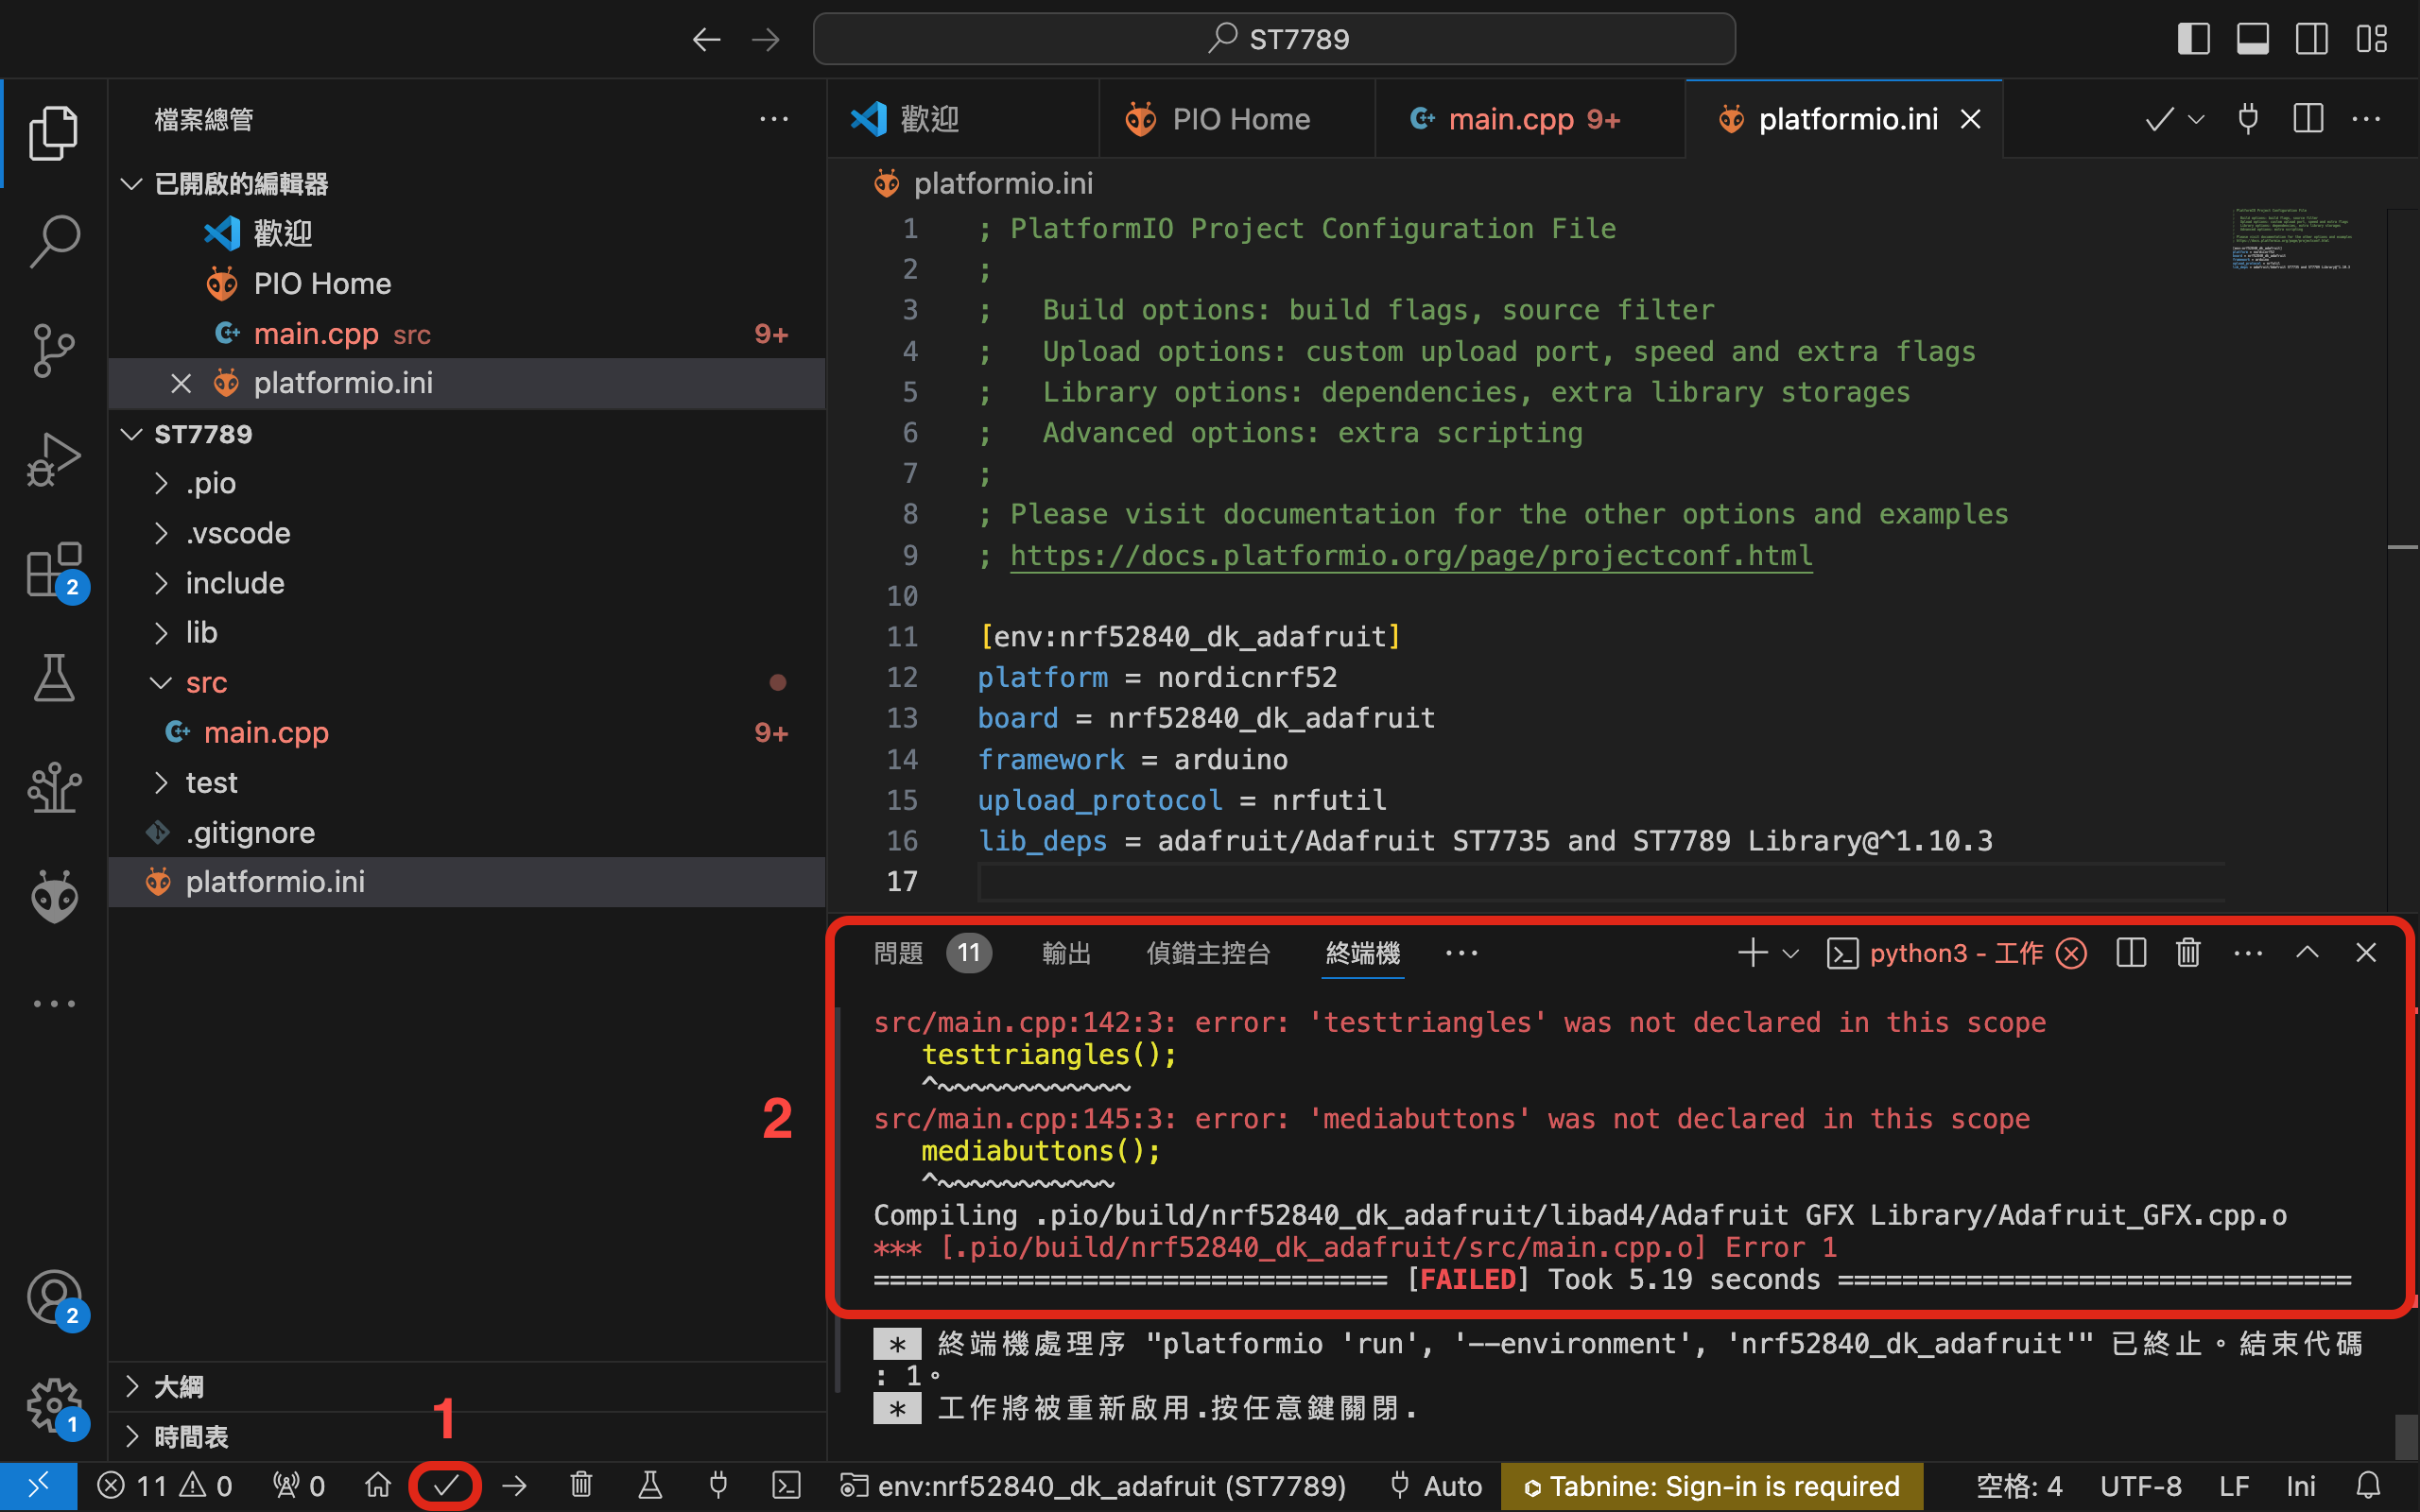 ST7789
檔案總管
已開啟的編輯器
歡迎
PIO Home
main.cpp src 9+
platformio.ini
ST7789
.pio
.vscode
include
lib
src
main.cpp 9+
test
.gitignore
platformio.ini
大綱
時間表
2
2
1
歡迎
PIO Home
main.cpp 9+
platformio.ini
platformio.ini
1 ; PlatformIO Project Configuration File
2 ;
3 ;   Build options: build flags, source filter
4 ;   Upload options: custom upload port, speed and extra flags
5 ;   Library options: dependencies, extra library storages
6 ;   Advanced options: extra scripting
7 ;
8 ; Please visit documentation for the other options and examples
9 ; https://docs.platformio.org/page/projectconf.html
10
11 [env:nrf52840_dk_adafruit]
12 platform = nordicnrf52
13 board = nrf52840_dk_adafruit
14 framework = arduino
15 upload_protocol = nrfutil
16 lib_deps = adafruit/Adafruit ST7735 and ST7789 Library@^1.10.3
17
問題 11 輸出 偵錯主控台 終端機 python3 - 工作
src/main.cpp:142:3: error: 'testtriangles' was not declared in this scope
testtriangles();
^~~~~~~~~~~~~
src/main.cpp:145:3: error: 'mediabuttons' was not declared in this scope
mediabuttons();
^~~~~~~~~~~~
Compiling .pio/build/nrf52840_dk_adafruit/libad4/Adafruit GFX Library/Adafruit_GFX.cpp.o
*** [.pio/build/nrf52840_dk_adafruit/src/main.cpp.o] Error 1
================================ [FAILED] Took 5.19 seconds ================================
* 終端機處理序 "platformio 'run', '--environment', 'nrf52840_dk_adafruit'" 已終止。結束代碼
: 1。
* 工作將被重新啟用.按任意鍵關閉.
2
1
11 0 0 env:nrf52840_dk_adafruit (ST7789) Auto Tabnine: Sign-in is required 空格: 4 UTF-8 LF Ini